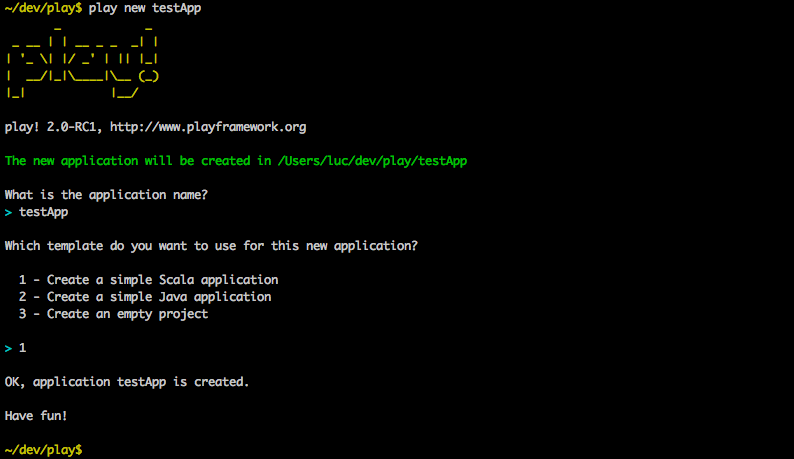 ~/dev/play$ play new testApp
       _            _
 _ __ | | __ _ _  _| |
| '_ \| |/ _' | || |_|
|  __/|_|\____|\__ (_)
|_|            |__/
play! 2.0-RC1, http://www.playframework.org
The new application will be created in /Users/luc/dev/play/testApp
What is the application name?
> testApp
Which template do you want to use for this new application?
  1 - Create a simple Scala application
  2 - Create a simple Java application
  3 - Create an empty project
> 1
OK, application testApp is created.
Have fun!
~/dev/play$